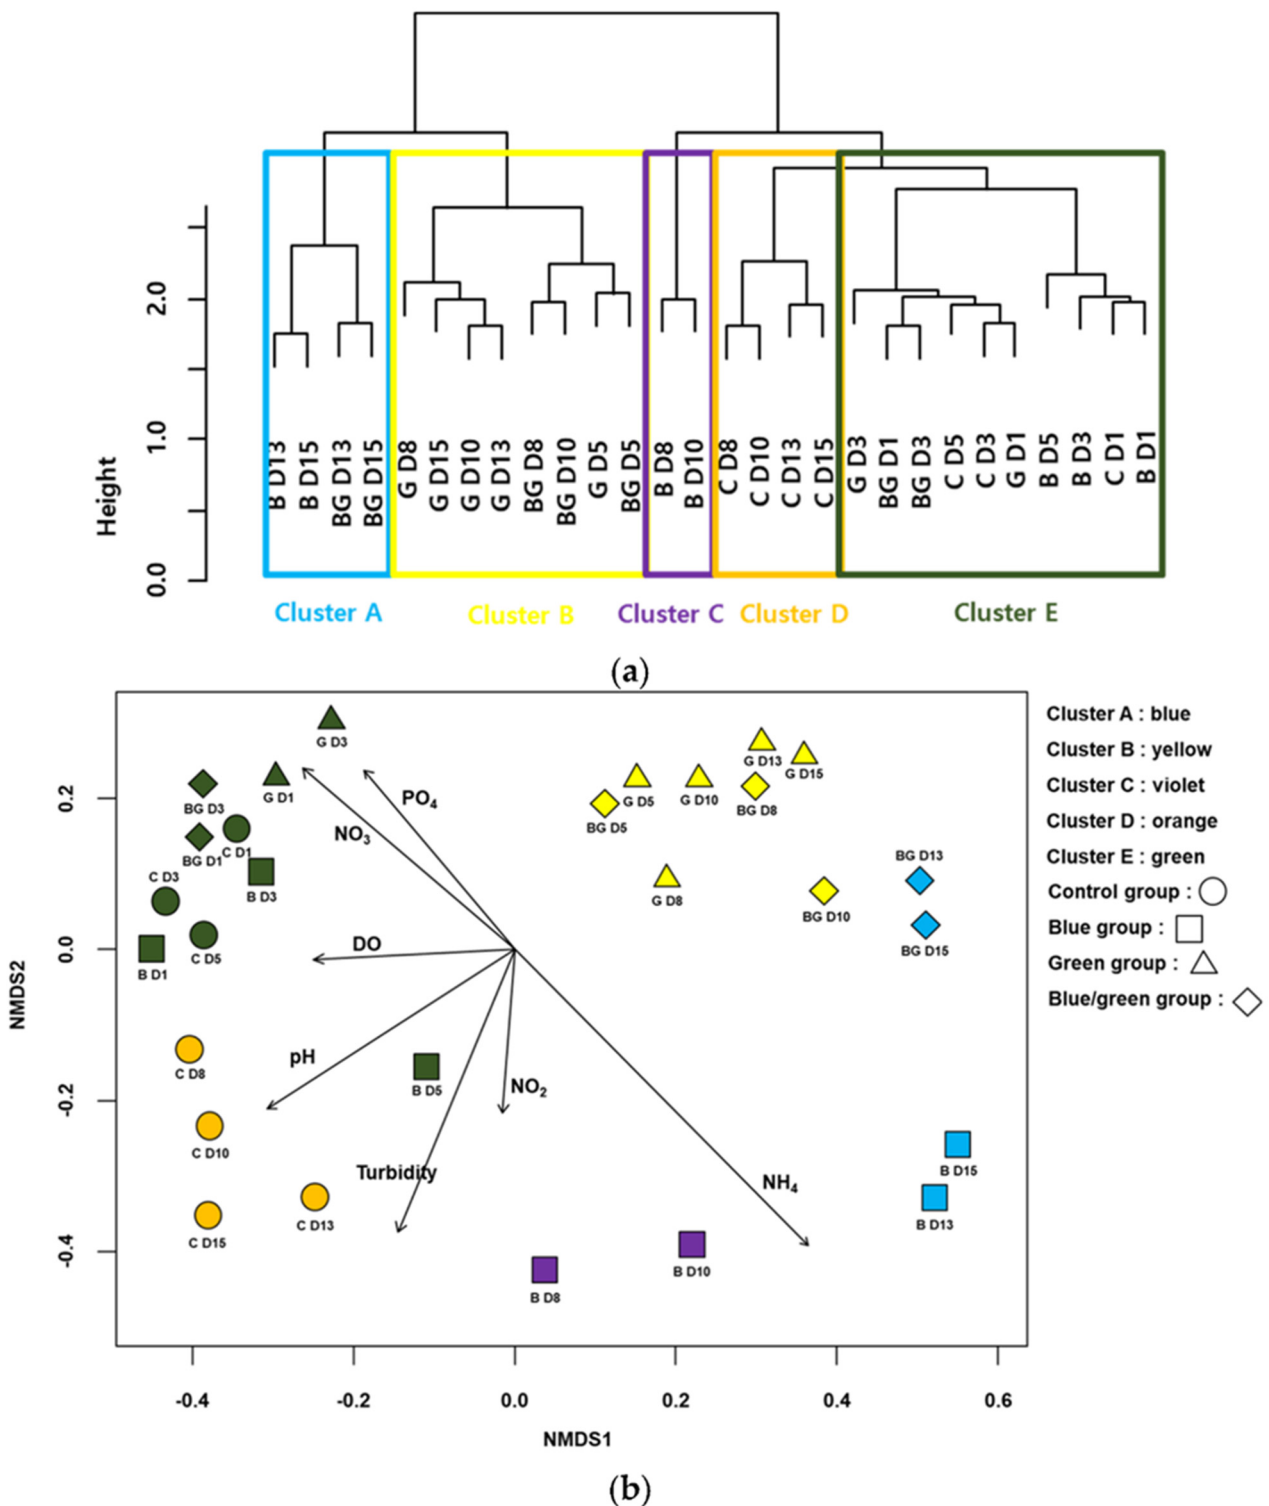 Height
0.0
1.0
2.0
B D13
B D15
BG D13
BG D15
G D8
G D15
G D10
G D13
BG D8
BG D10
G D5
BG D5
B D8
B D10
C D8
C D10
C D13
C D15
G D3
BG D1
BG D3
C D5
C D3
G D1
B D5
B D3
C D1
B D1
Cluster A
Cluster B
Cluster C
Cluster D
Cluster E
(a)
NMDS2
0.2
0.0
-0.2
-0.4
G D3
G D1
BG D3
BG D1
C D1
C D3
B D3
C D5
B D1
PO4
NO3
DO
pH
NO2
Turbidity
NH4
G D13
G D15
G D5
G D10
BG D8
BG D5
G D8
BG D10
BG D13
BG D15
C D8
B D5
C D10
C D13
C D15
B D15
B D13
B D10
B D8
-0.4
-0.2
0.0
0.2
0.4
0.6
NMDS1
Cluster A : blue
Cluster B : yellow
Cluster C : violet
Cluster D : orange
Cluster E : green
Control group :
Blue group :
Green group :
Blue/green group :
(b)